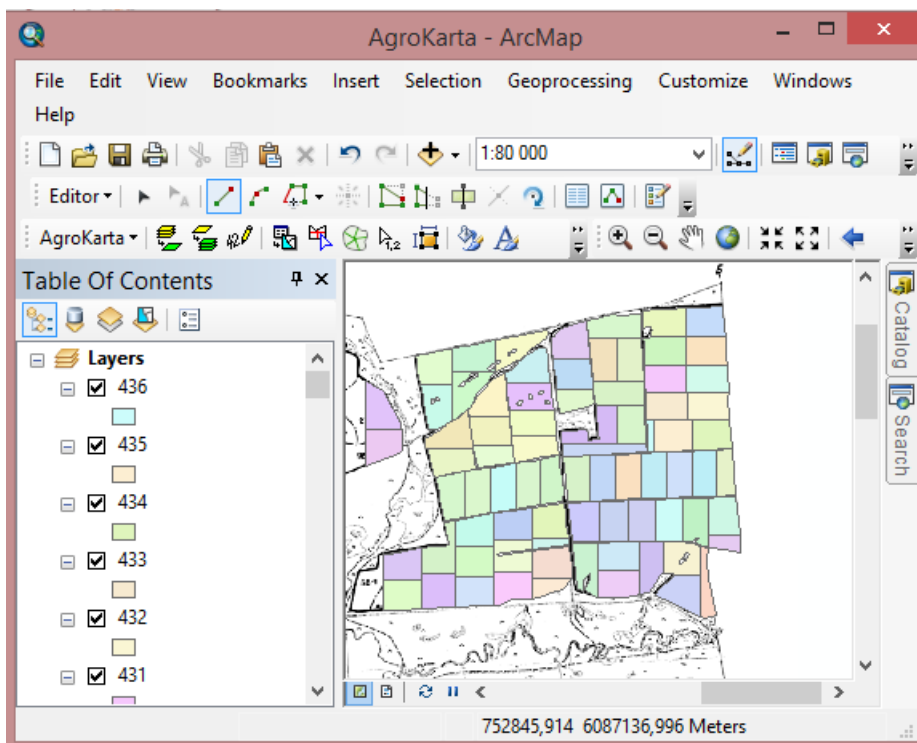 AgroKarta - ArcMap
File Edit View Bookmarks Insert Selection Geoprocessing Customize Windows
Help
1:80 000
Editor
AgroKarta
Table Of Contents
Layers
436
435
434
433
432
431
Catalog
Search
752845,914 6087136,996 Meters